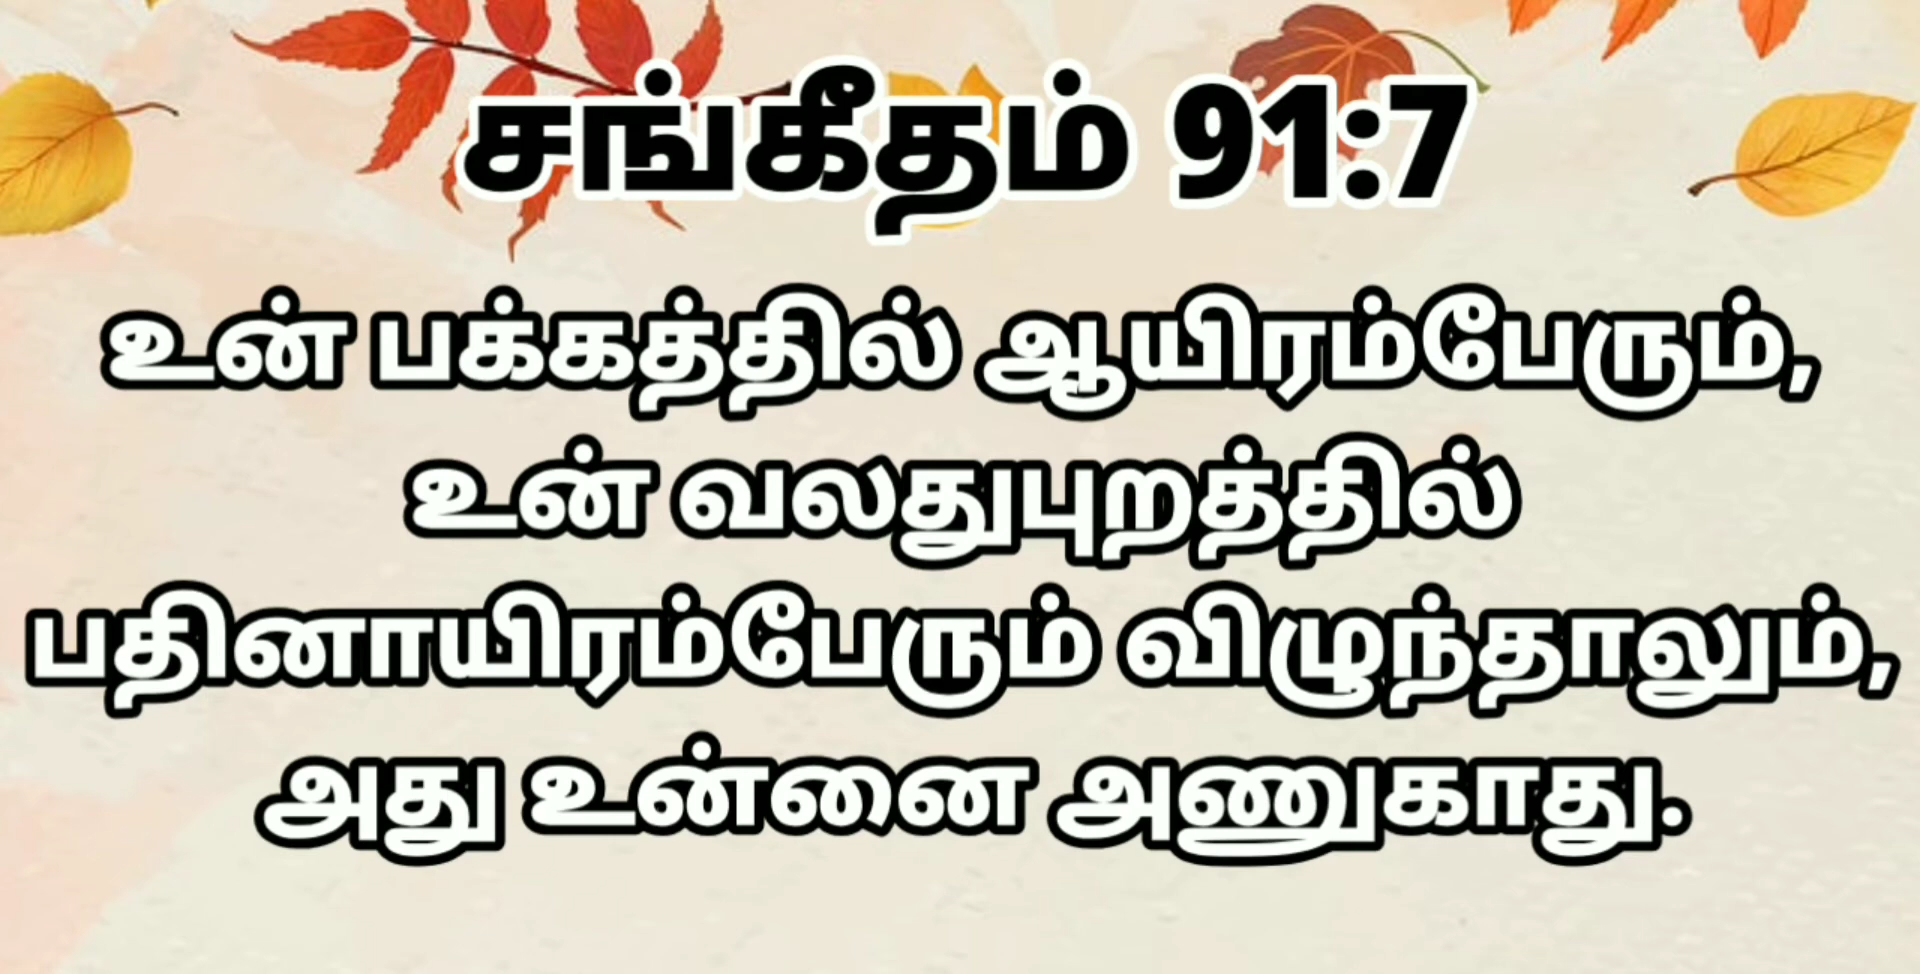 சங்கீதம் 91:7
உன் பக்கத்தில் ஆயிரம்பேரும்,
உன் வலதுபுறத்தில்
பதினாயிரம்பேரும் விழுந்தாலும்,
அது உன்னை அணுகாது.